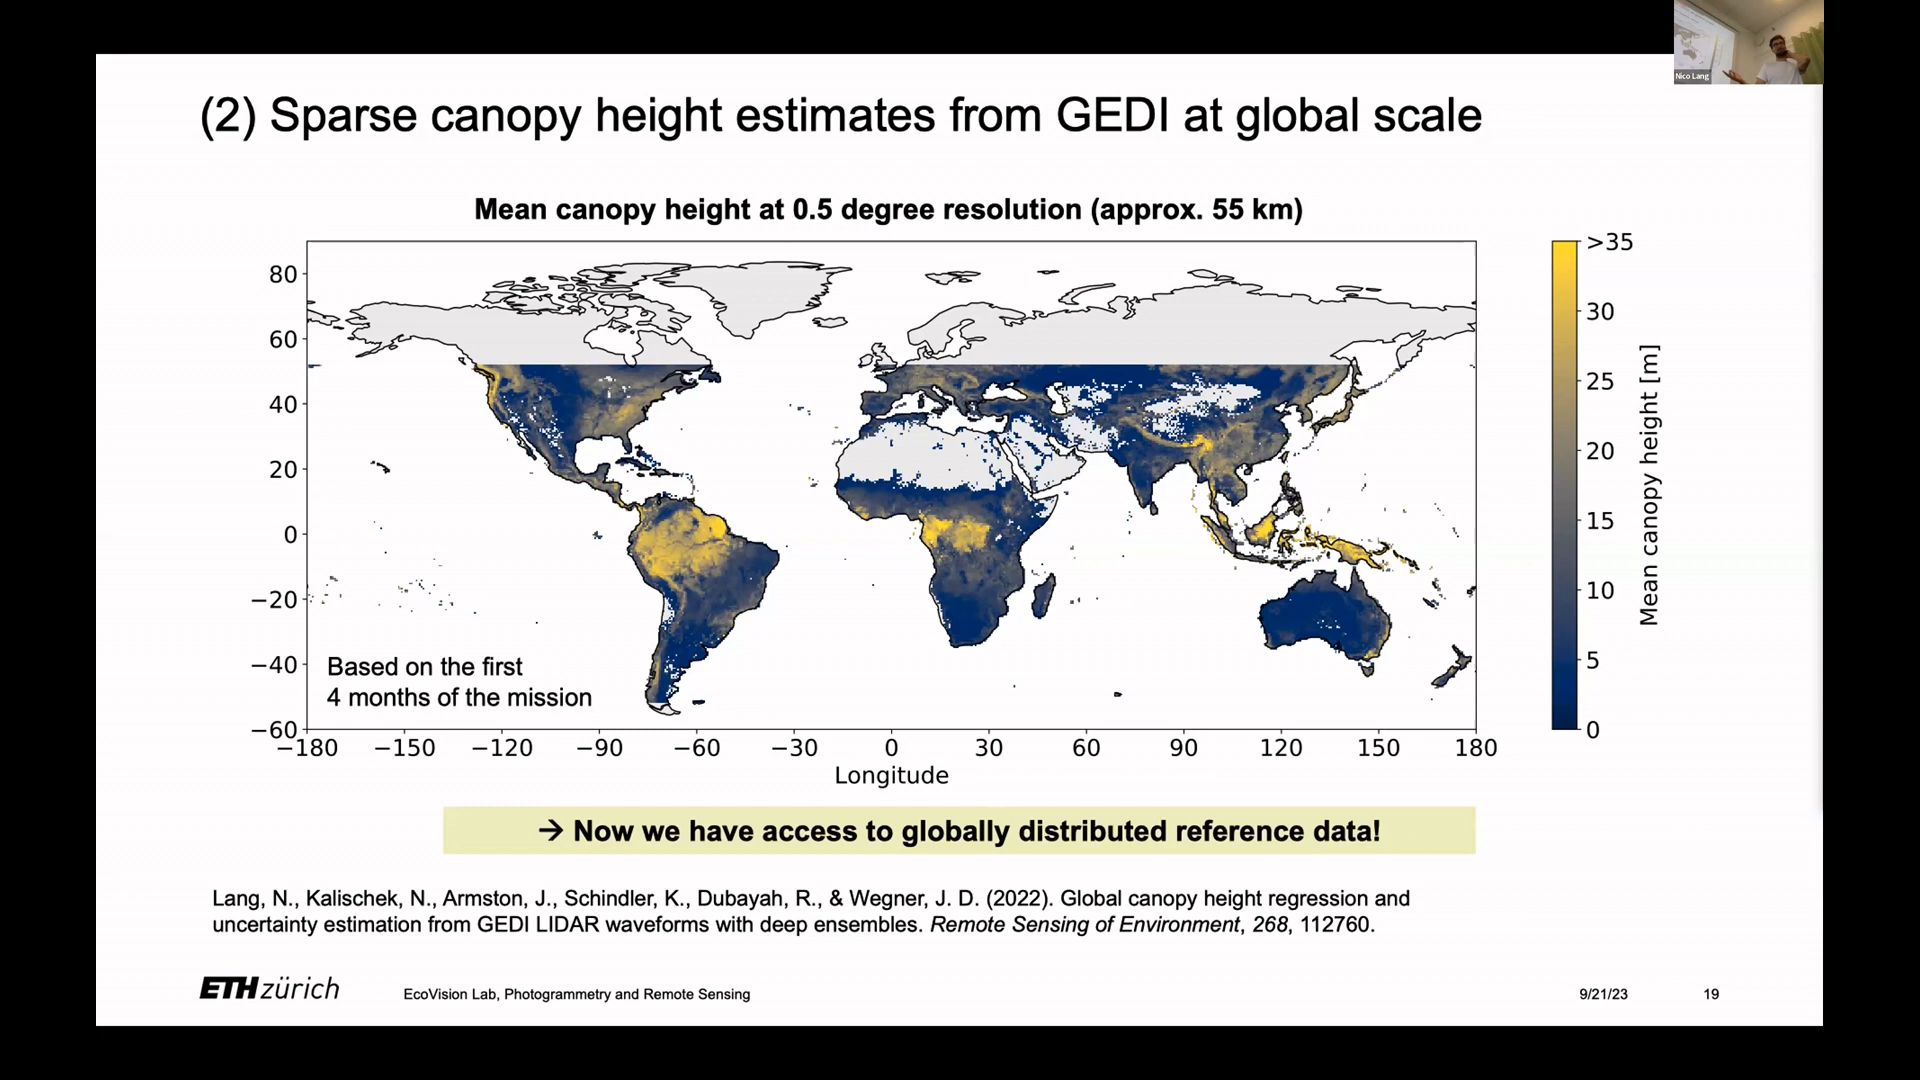 Nico Lang
(2) Sparse canopy height estimates from GEDI at global scale
Mean canopy height at 0.5 degree resolution (approx. 55 km)
80
60
40
20
0
−20
−40
−60
−180
−150
−120
−90
−60
−30
0
30
60
90
120
150
180
Longitude
Based on the first
4 months of the mission
>35
30
25
20
15
10
5
0
Mean canopy height [m]
→ Now we have access to globally distributed reference data!
Lang, N., Kalischek, N., Armston, J., Schindler, K., Dubayah, R., & Wegner, J. D. (2022). Global canopy height regression and
uncertainty estimation from GEDI LIDAR waveforms with deep ensembles. Remote Sensing of Environment, 268, 112760.
ETH zürich
EcoVision Lab, Photogrammetry and Remote Sensing
9/21/23
19